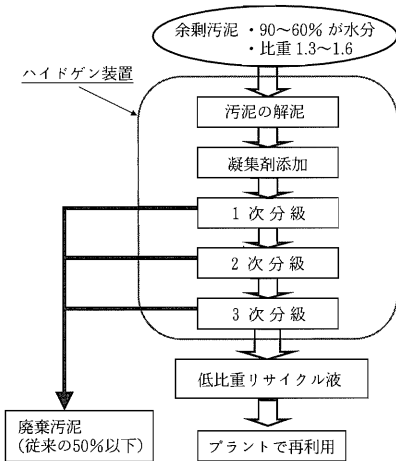 余剰汚泥・90〜60%が水分
・比重1.3〜1.6
ハイドゲン装置
汚泥の解泥
凝集剤添加
1次分級
2次分級
3次分級
低比重リサイクル液
廃棄汚泥
(従来の50%以下)
プラントで再利用